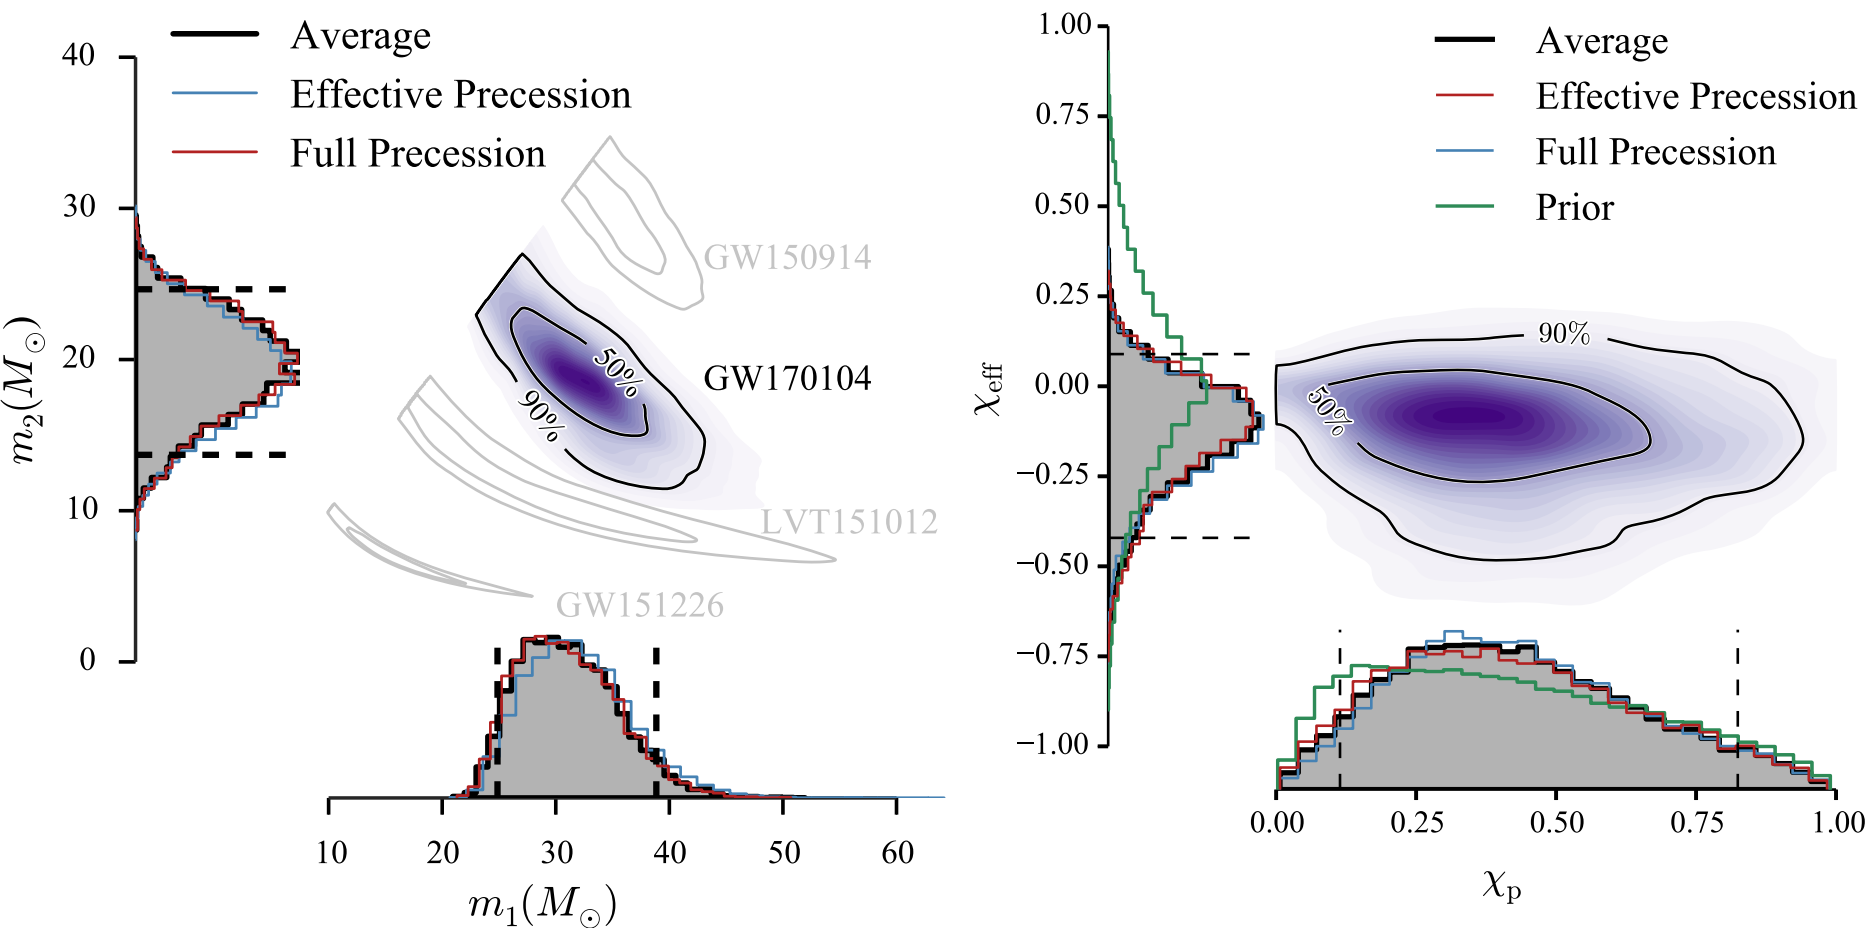 Average
Effective Precession
Full Precession
40
30
20
10
0
m₂(M⊙)
GW150914
50%
GW170104
90%
LVT151012
GW151226
10 20 30 40 50 60
m₁(M⊙)
Average
Effective Precession
Full Precession
Prior
1.00
0.75
0.50
0.25
0.00
−0.25
−0.50
−0.75
−1.00
χeff
90%
50%
0.00 0.25 0.50 0.75 1.00
χp